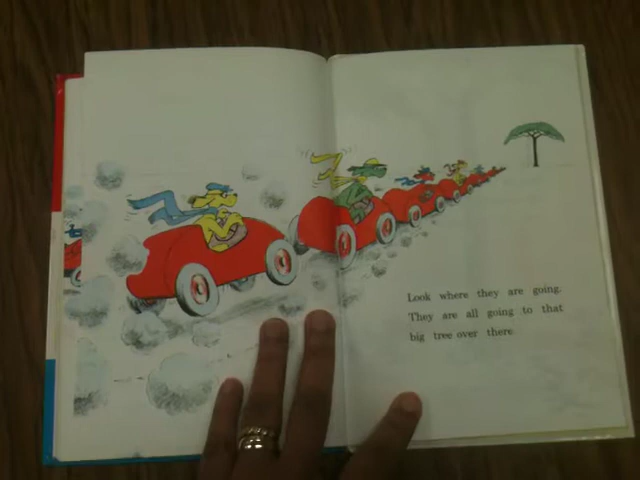 Look where they are going.
They are all going to that
big tree over there.